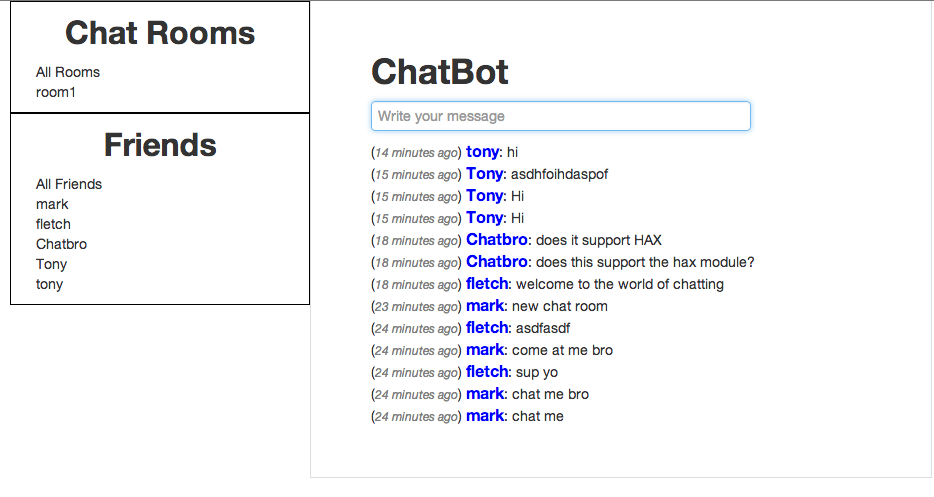 Chat Rooms
All Rooms
room1
Friends
All Friends
mark
fletch
Chatbro
Tony
tony
ChatBot
Write your message
(14 minutes ago) tony: hi
(15 minutes ago) Tony: asdhfoihdaspof
(15 minutes ago) Tony: Hi
(15 minutes ago) Tony: Hi
(18 minutes ago) Chatbro: does it support HAX
(18 minutes ago) Chatbro: does this support the hax module?
(18 minutes ago) fletch: welcome to the world of chatting
(23 minutes ago) mark: new chat room
(24 minutes ago) fletch: asdfasdf
(24 minutes ago) mark: come at me bro
(24 minutes ago) fletch: sup yo
(24 minutes ago) mark: chat me bro
(24 minutes ago) mark: chat me